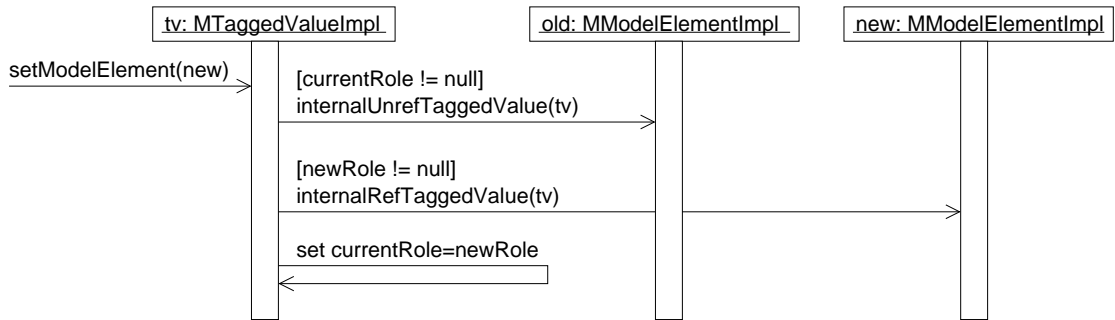 tv: MTaggedValueImpl
old: MModelElementImpl
new: MModelElementImpl
setModelElement(new)
[currentRole != null]
internalUnrefTaggedValue(tv)
[newRole != null]
internalRefTaggedValue(tv)
set currentRole=newRole